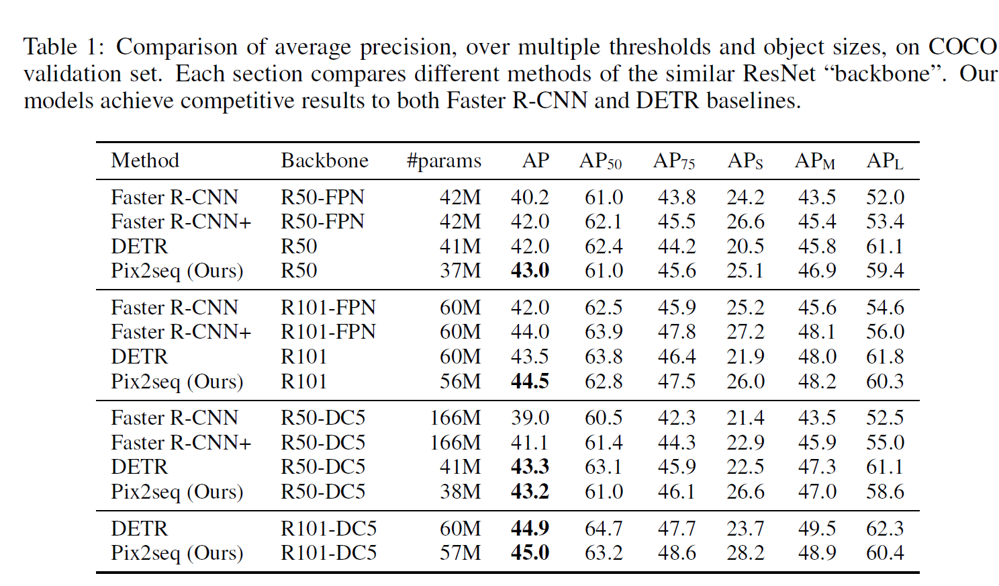 Table 1: Comparison of average precision, over multiple thresholds and object sizes, on COCO
validation set. Each section compares different methods of the similar ResNet “backbone”. Our
models achieve competitive results to both Faster R-CNN and DETR baselines.
Method Backbone #params AP AP50 AP75 APS APM APL
Faster R-CNN R50-FPN 42M 40.2 61.0 43.8 24.2 43.5 52.0
Faster R-CNN+ R50-FPN 42M 42.0 62.1 45.5 26.6 45.4 53.4
DETR R50 41M 42.0 62.4 44.2 20.5 45.8 61.1
Pix2seq (Ours) R50 37M 43.0 61.0 45.6 25.1 46.9 59.4
Faster R-CNN R101-FPN 60M 42.0 62.5 45.9 25.2 45.6 54.6
Faster R-CNN+ R101-FPN 60M 44.0 63.9 47.8 27.2 48.1 56.0
DETR R101 60M 43.5 63.8 46.4 21.9 48.0 61.8
Pix2seq (Ours) R101 56M 44.5 62.8 47.5 26.0 48.2 60.3
Faster R-CNN R50-DC5 166M 39.0 60.5 42.3 21.4 43.5 52.5
Faster R-CNN+ R50-DC5 166M 41.1 61.4 44.3 22.9 45.9 55.0
DETR R50-DC5 41M 43.3 63.1 45.9 22.5 47.3 61.1
Pix2seq (Ours) R50-DC5 38M 43.2 61.0 46.1 26.6 47.0 58.6
DETR R101-DC5 60M 44.9 64.7 47.7 23.7 49.5 62.3
Pix2seq (Ours) R101-DC5 57M 45.0 63.2 48.6 28.2 48.9 60.4